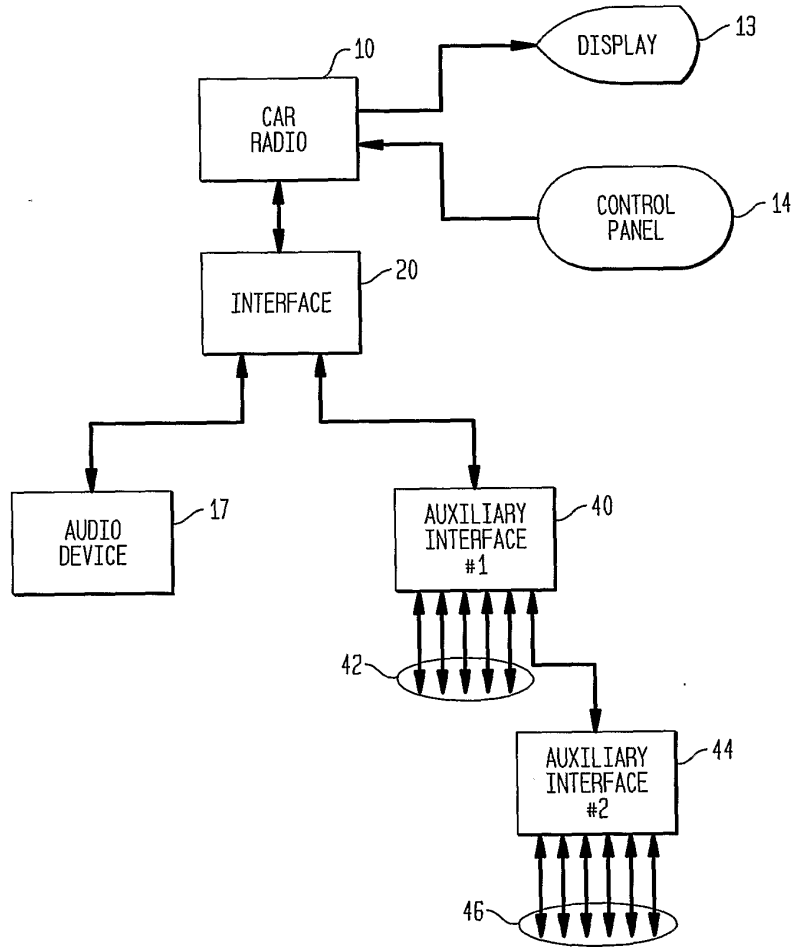 10
CAR
RADIO
DISPLAY
13
CONTROL
PANEL
14
INTERFACE
20
AUDIO
DEVICE
17
AUXILIARY
INTERFACE
#1
40
42
AUXILIARY
INTERFACE
#2
44
46